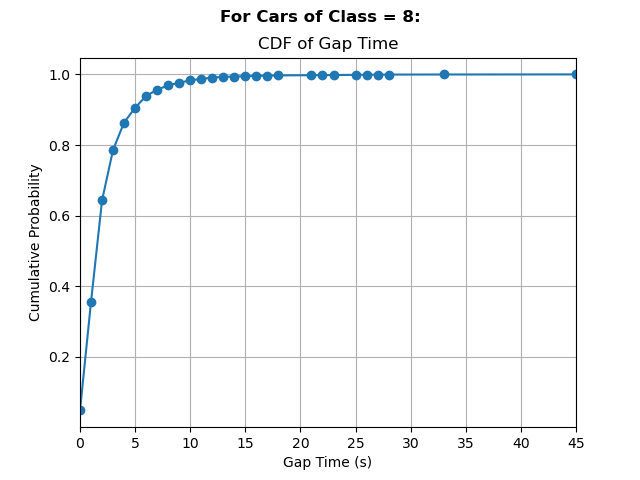 For Cars of Class = 8:
CDF of Gap Time
1.0
0.8
0.6
0.4
0.2
Cumulative Probability
0 5 10 15 20 25 30 35 40 45
Gap Time (s)